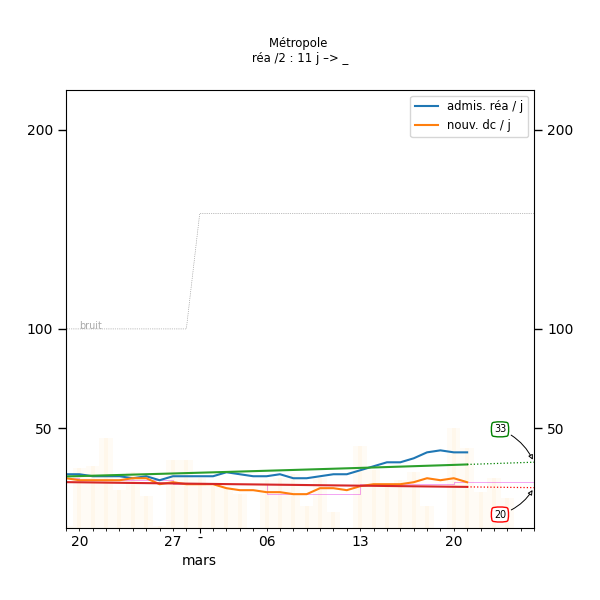 Métropole
réa /2 : 11 j –> _
admis. réa / j
nouv. dc / j
200
200
bruit
100
100
50
50
33
20
20
27
-
06
13
20
mars